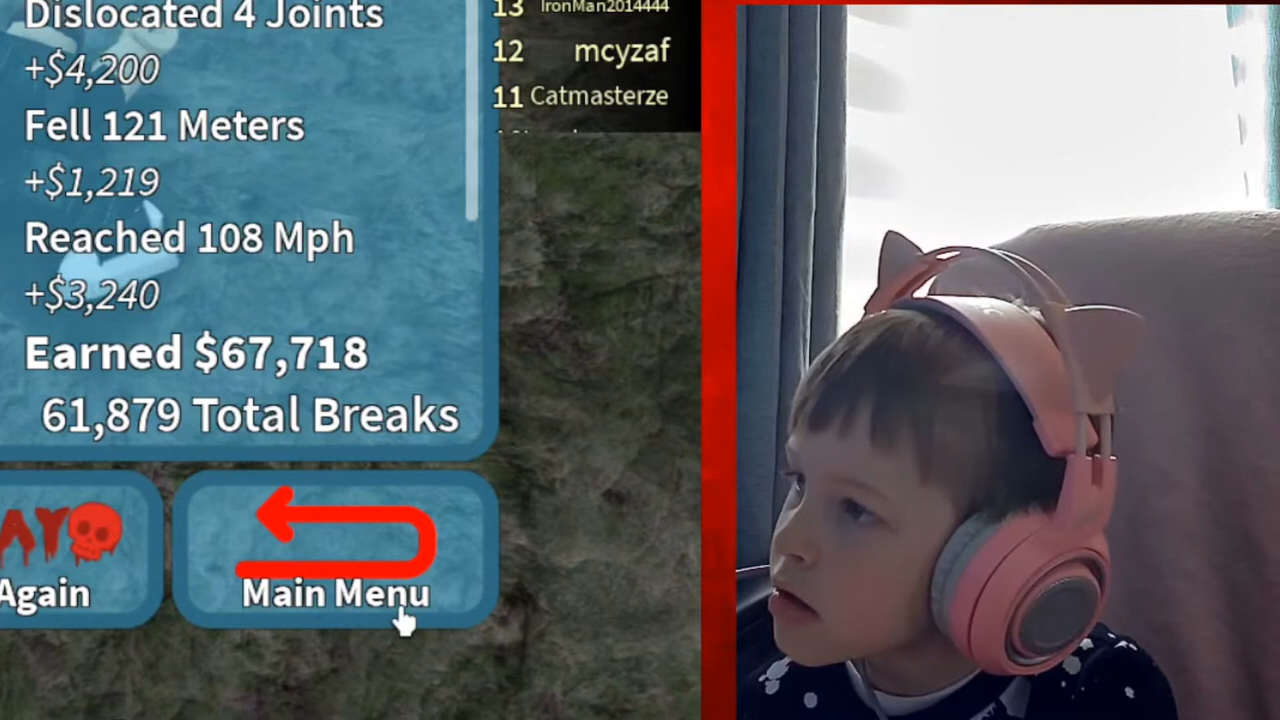 Dislocated 4 Joints
+$4,200
Fell 121 Meters
+$1,219
Reached 108 Mph
+$3,240
Earned $67,718
61,879 Total Breaks
AY
Again
Main Menu
13 IronMan2014444
12 mcyzaf
11 Catmasterze